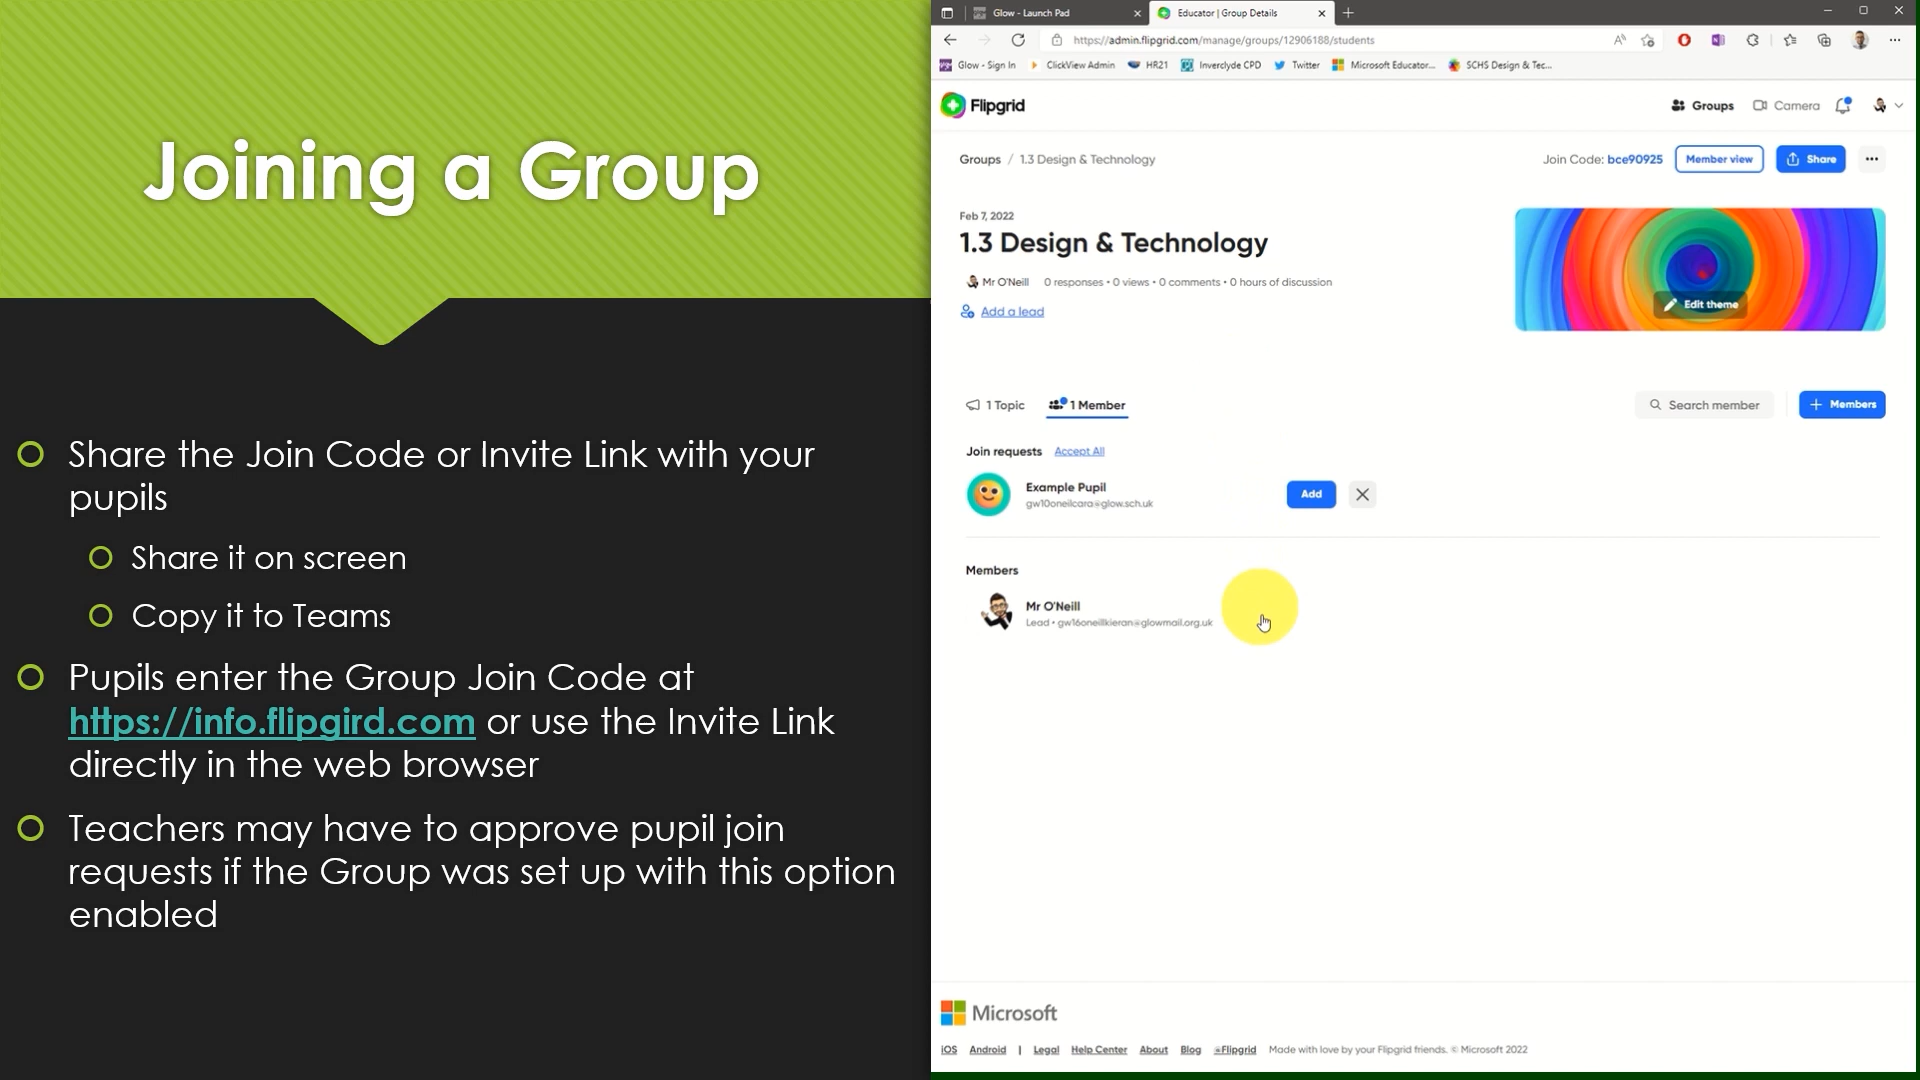 Joining a Group
Share the Join Code or Invite Link with your
pupils
Share it on screen
Copy it to Teams
Pupils enter the Group Join Code at
https://info.flipgird.com or use the Invite Link
directly in the web browser
Teachers may have to approve pupil join
requests if the Group was set up with this option
enabled
Glow - Launch Pad
Educator | Group Details
https://admin.flipgrid.com/manage/groups/12906188/students
Glow - Sign In ClickView Admin HR21 Inverclyde CPD Twitter Microsoft Educator... SCHS Design & Tec...
Flipgrid
Groups Camera
Groups / 1.3 Design & Technology
Join Code: bce90925 Member view Share
Feb 7, 2022
1.3 Design & Technology
Mr O'Neill 0 responses • 0 views • 0 comments • 0 hours of discussion
Add a lead
Edit theme
1 Topic 1 Member
Search member + Members
Join requests Accept All
Example Pupil
gw10oneilcara@glow.sch.uk
Add
Members
Mr O'Neill
Lead • gw16oneillkieran@glowmail.org.uk
Microsoft
iOS Android | Legal Help Center About Blog @Flipgrid Made with love by your Flipgrid friends. © Microsoft 2022